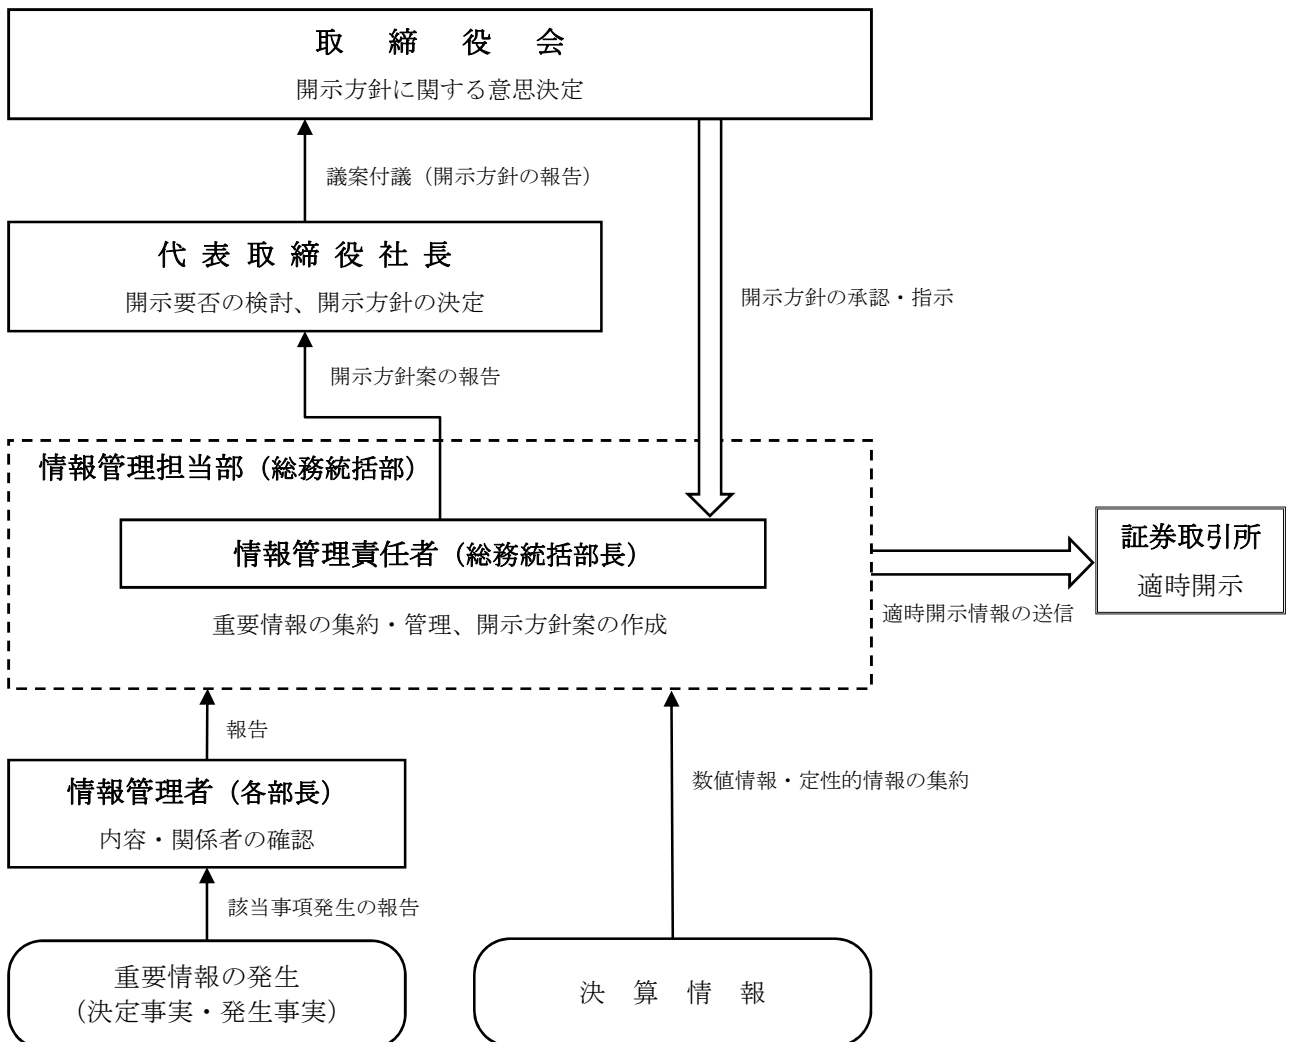 取　締　役　会
開示方針に関する意思決定
議案付議（開示方針の報告）
代 表 取 締 役 社 長
開示要否の検討、開示方針の決定
開示方針の承認・指示
開示方針案の報告
情報管理担当部（総務統括部）
情報管理責任者（総務統括部長）
重要情報の集約・管理、開示方針案の作成
証券取引所
適時開示
適時開示情報の送信
報告
情報管理者（各部長）
内容・関係者の確認
数値情報・定性的情報の集約
該当事項発生の報告
重要情報の発生
（決定事実・発生事実）
決　算　情　報